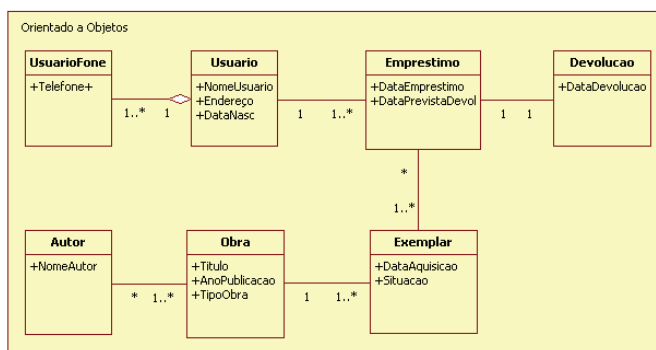 Orientado a Objetos
UsuarioFone
+Telefone+
Usuario
+NomeUsuario
+Endereço
+DataNasc
Emprestimo
+DataEmprestimo
+DataPrevistaDevol
Devolucao
+DataDevolucao
1..* 1
1 1..*
1 1
*
1..*
Autor
+NomeAutor
Obra
+Titulo
+AnoPublicacao
+TipoObra
Exemplar
+DataAquisicao
+Situacao
* 1..*
1 1..*